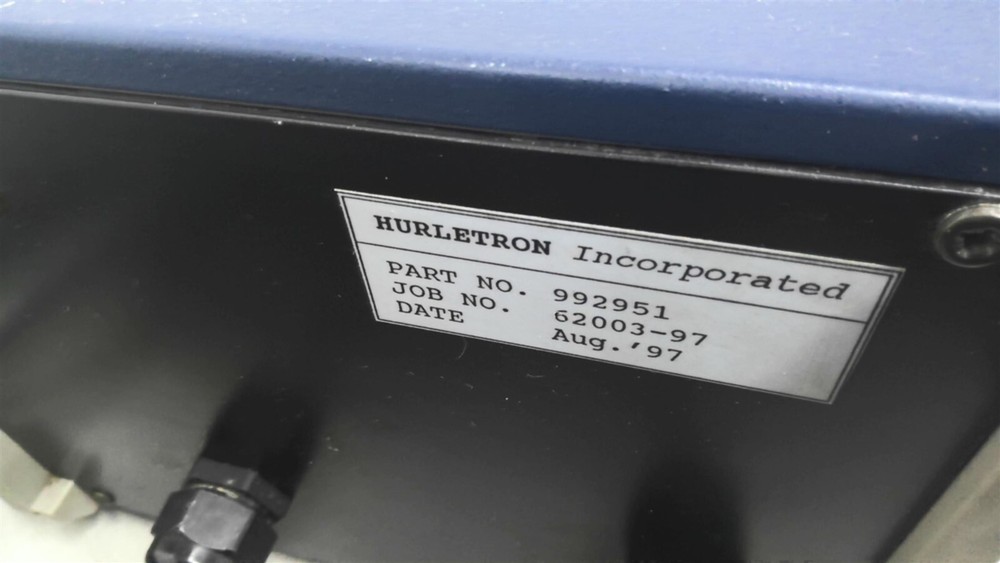 HURLETRON Incorporated
PART NO. 992951
JOB NO. 62003-97
DATE Aug.'97